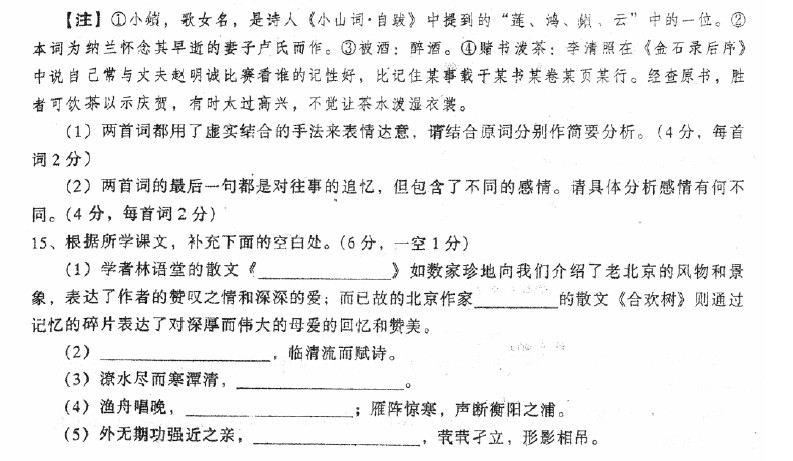 【注】①小蘋，歌女名，是诗人《小山词·自跋》中提到的“莲、鸿、蘋、云”中的一位。②
本词为纳兰怀念其早逝的妻子卢氏而作。③被酒：醉酒。④赌书泼茶：李清照在《金石录后序》
中说自己常与丈夫赵明诚比赛看谁的记性好，比记住某事载于某书某卷某页某行。经查原书，胜
者可饮茶以示庆贺，有时太过高兴，不觉让茶水泼湿衣裳。
（1）两首词都用了虚实结合的手法来表情达意，请结合原词分别作简要分析。（4 分，每首
词 2 分）
（2）两首词的最后一句都是对往事的追忆，但包含了不同的感情。请具体分析感情有何不
同。（4 分，每首词 2 分）
15、根据所学课文，补充下面的空白处。（6 分，一空 1 分）
（1）学者林语堂的散文《______________》如数家珍地向我们介绍了老北京的风物和景
象，表达了作者的赞叹之情和深深的爱；而已故的北京作家_________的散文《合欢树》则通过
记忆的碎片表达了对深厚而伟大的母爱的回忆和赞美。
（2）__________________，临清流而赋诗。
（3）潦水尽而寒潭清，__________________。
（4）渔舟唱晚，__________________；雁阵惊寒，声断衡阳之浦。
（5）外无期功强近之亲，__________________，茕茕孑立，形影相吊。